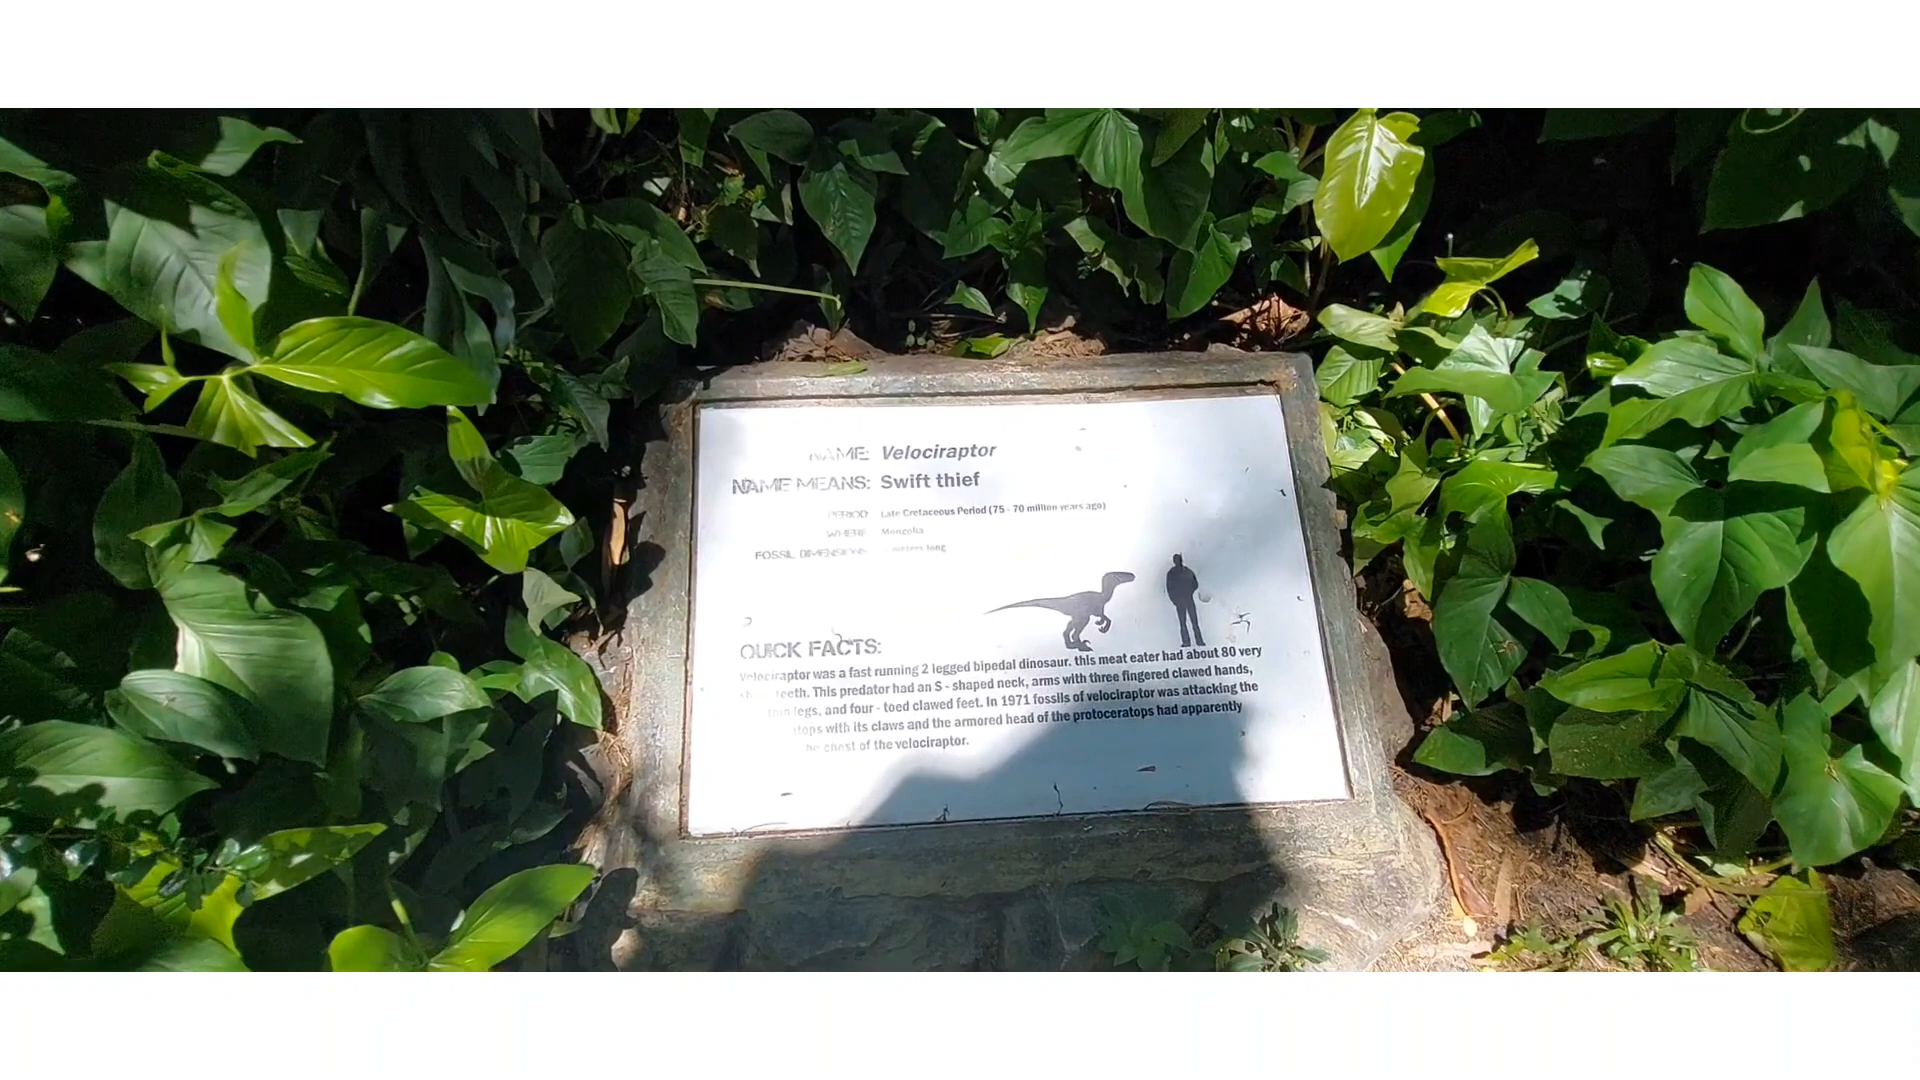 NAME: Velociraptor
NAME MEANS: Swift thief
PERIOD Late Cretaceous Period (75 - 70 million years ago)
WHERE Mongolia
FOSSIL DIMENSIONS meters long
QUICK FACTS:
Velociraptor was a fast running 2 legged bipedal dinosaur. this meat eater had about 80 very
teeth. This predator had an S - shaped neck, arms with three fingered clawed hands,
thin legs, and four - toed clawed feet. In 1971 fossils of velociraptor was attacking the
with its claws and the armored head of the protoceratops had apparently
chest of the velociraptor.